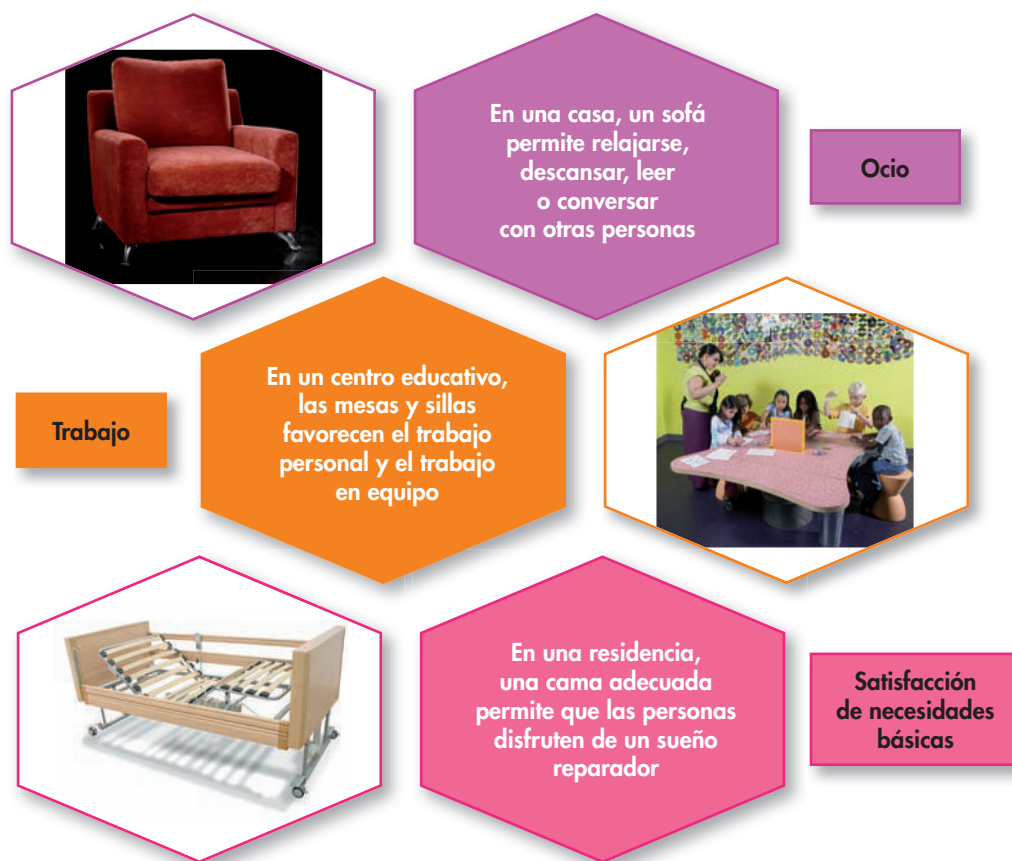 En una casa, un sofá
permite relajarse,
descansar, leer
o conversar
con otras personas
Ocio
Trabajo
En un centro educativo,
las mesas y sillas
favorecen el trabajo
personal y el trabajo
en equipo
En una residencia,
una cama adecuada
permite que las personas
disfruten de un sueño
reparador
Satisfacción
de necesidades
básicas